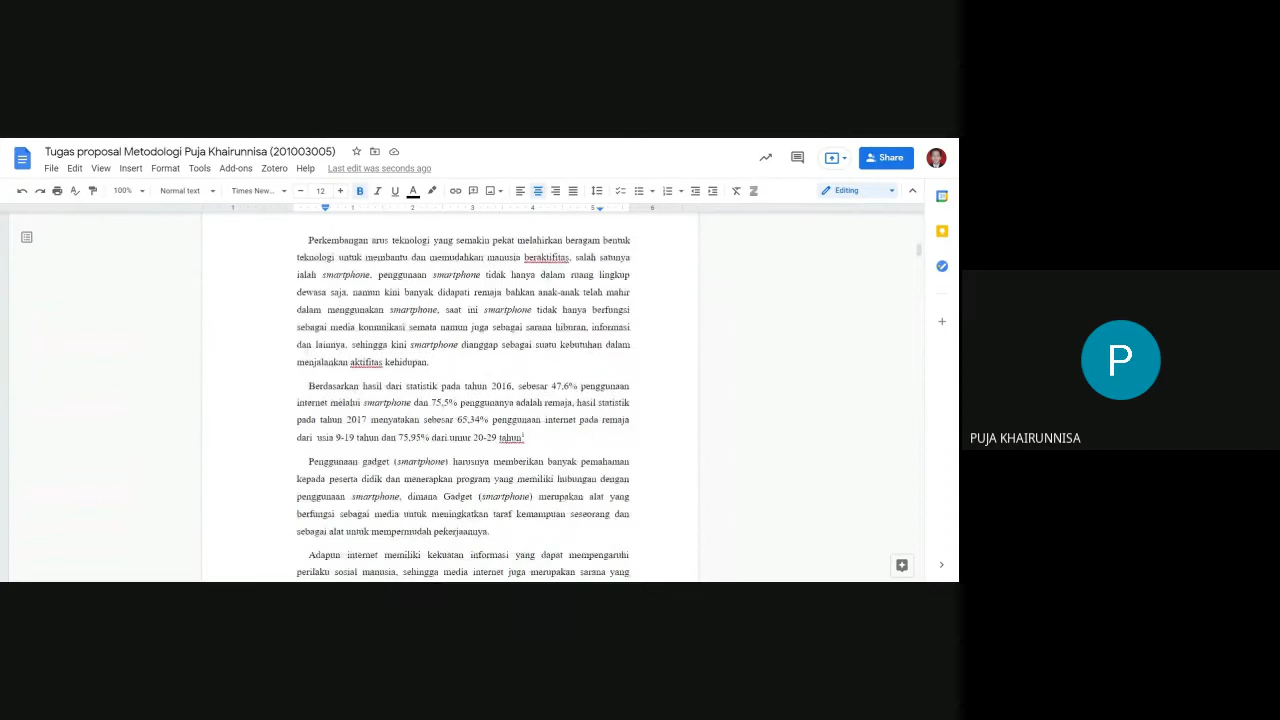 Tugas proposal Metodologi Puja Khairunnisa (201003005)
File Edit View Insert Format Tools Add-ons Zotero Help Last edit was seconds ago
Share
100% Normal text Times New... 12 B I U A Editing
1 1 2 3 4 5 6
Perkembangan arus teknologi yang semakin pekat melahirkan beragam bentuk
teknologi untuk membantu dan memudahkan manusia beraktifitas, salah satunya
ialah smartphone, penggunaan smartphone tidak hanya dalam ruang lingkup
dewasa saja, namun kini banyak didapati remaja bahkan anak-anak telah mahir
dalam menggunakan smartphone, saat ini smartphone tidak hanya berfungsi
sebagai media komunikasi semata namun juga sebagai sarana hiburan, informasi
dan lainnya, sehingga kini smartphone dianggap sebagai suatu kebutuhan dalam
menjalankan aktifitas kehidupan.
Berdasarkan hasil dari statistik pada tahun 2016, sebesar 47,6% penggunaan
internet melalui smartphone dan 75,5% penggunanya adalah remaja, hasil statistik
pada tahun 2017 menyatakan sebesar 65,34% penggunaan internet pada remaja
dari usia 9-19 tahun dan 75,95% dari umur 20-29 tahun¹
Penggunaan gadget (smartphone) harusnya memberikan banyak pemahaman
kepada peserta didik dan menerapkan program yang memiliki hubungan dengan
penggunaan smartphone, dimana Gadget (smartphone) merupakan alat yang
berfungsi sebagai media untuk meningkatkan taraf kemampuan seseorang dan
sebagai alat untuk mempermudah pekerjaannya.
Adapun internet memiliki kekuatan informasi yang dapat mempengaruhi
perilaku sosial manusia, sehingga media internet juga merupakan sarana yang
P
PUJA KHAIRUNNISA